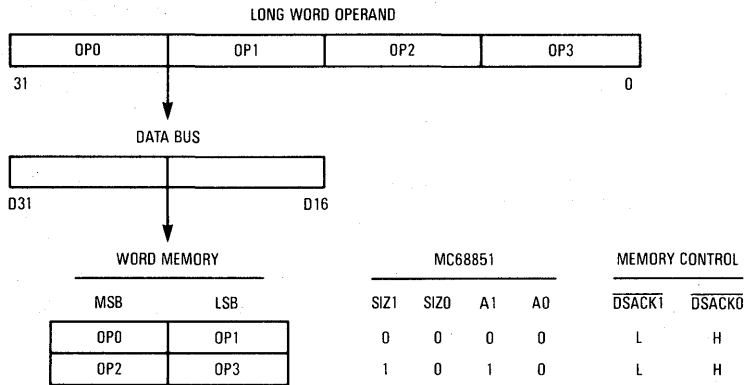 LONG WORD OPERAND
OP0 OP1 OP2 OP3
31 0
DATA BUS
D31 D16
WORD MEMORY MC68851 MEMORY CONTROL
MSB LSB SIZ1 SIZ0 A1 A0 DSACK1 DSACK0
OP0 OP1 0 0 0 0 L H
OP2 OP3 1 0 1 0 L H